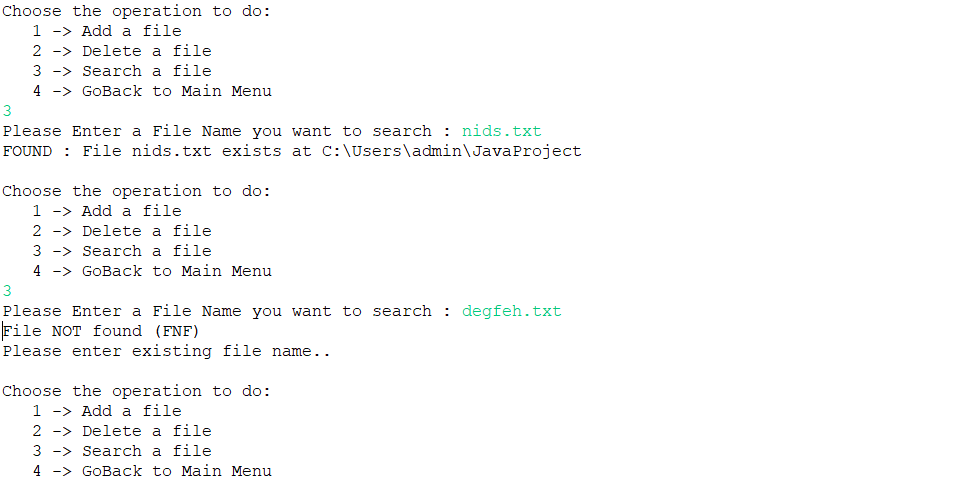 Choose the operation to do:
   1 -> Add a file
   2 -> Delete a file
   3 -> Search a file
   4 -> GoBack to Main Menu
3
Please Enter a File Name you want to search : nids.txt
FOUND : File nids.txt exists at C:\Users\admin\JavaProject

Choose the operation to do:
   1 -> Add a file
   2 -> Delete a file
   3 -> Search a file
   4 -> GoBack to Main Menu
3
Please Enter a File Name you want to search : degfeh.txt
File NOT found (FNF)
Please enter existing file name..

Choose the operation to do:
   1 -> Add a file
   2 -> Delete a file
   3 -> Search a file
   4 -> GoBack to Main Menu